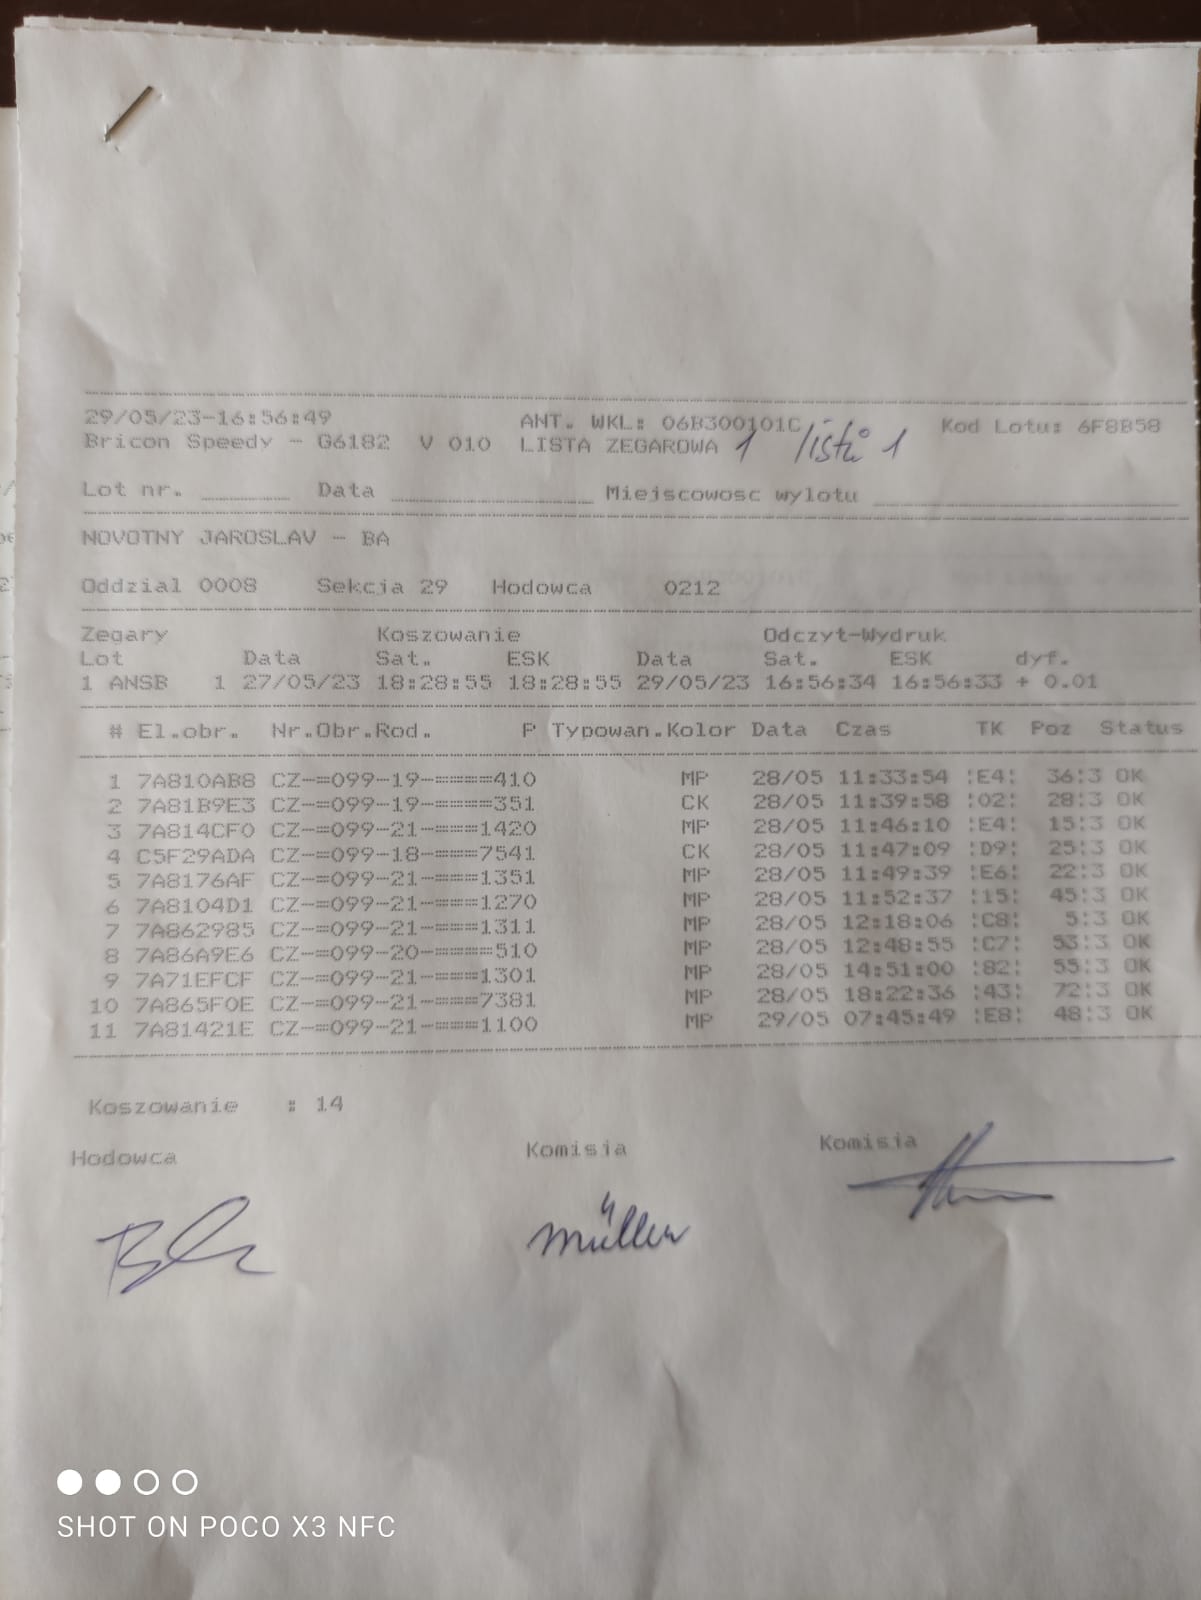 29/05/23-16:56:49 ANT. WKL: 06B300101C Kod Lotu: 6F8B58
Bricon Speedy - G6182 V 010 LISTA ZEGAROWA 1 listů 1
Lot nr. Data Miejscowosc wylotu
NOVOTNY JAROSLAV - BA
Oddzial 0008 Sekcja 29 Hodowca 0212
Zegary Koszowanie Odczyt-Wydruk
Lot Data Sat. ESK Data Sat. ESK dyf.
1 ANSB 1 27/05/23 18:28:55 18:28:55 29/05/23 16:56:34 16:56:33 + 0.01
# El.obr. Nr.Obr.Rod. P Typowan.Kolor Data Czas TK Poz Status
1 7A810AB8 CZ-=099-19-=====410 MP 28/05 11:33:54 :E4: 36:3 OK
2 7A81B9E3 CZ-=099-19-=====351 CK 28/05 11:39:58 :02: 28:3 OK
3 7A814CF0 CZ-=099-21-====1420 MP 28/05 11:46:10 :E4: 15:3 OK
4 C5F29ADA CZ-=099-18-====7541 CK 28/05 11:47:09 :D9: 25:3 OK
5 7A8176AF CZ-=099-21-====1351 MP 28/05 11:49:39 :E6: 22:3 OK
6 7A8104D1 CZ-=099-21-====1270 MP 28/05 11:52:37 :15: 45:3 OK
7 7A862985 CZ-=099-21-====1311 MP 28/05 12:18:06 :C8: 5:3 OK
8 7A86A9E6 CZ-=099-20-=====510 MP 28/05 12:48:55 :C7: 53:3 OK
9 7A71EFCF CZ-=099-21-====1301 MP 28/05 14:51:00 :82: 55:3 OK
10 7A865F0E CZ-=099-21-====7381 MP 28/05 18:22:36 :43: 72:3 OK
11 7A81421E CZ-=099-21-====1100 MP 29/05 07:45:49 :E8: 48:3 OK
Koszowanie : 14
Hodowca Komisja Komisja
Müller
SHOT ON POCO X3 NFC